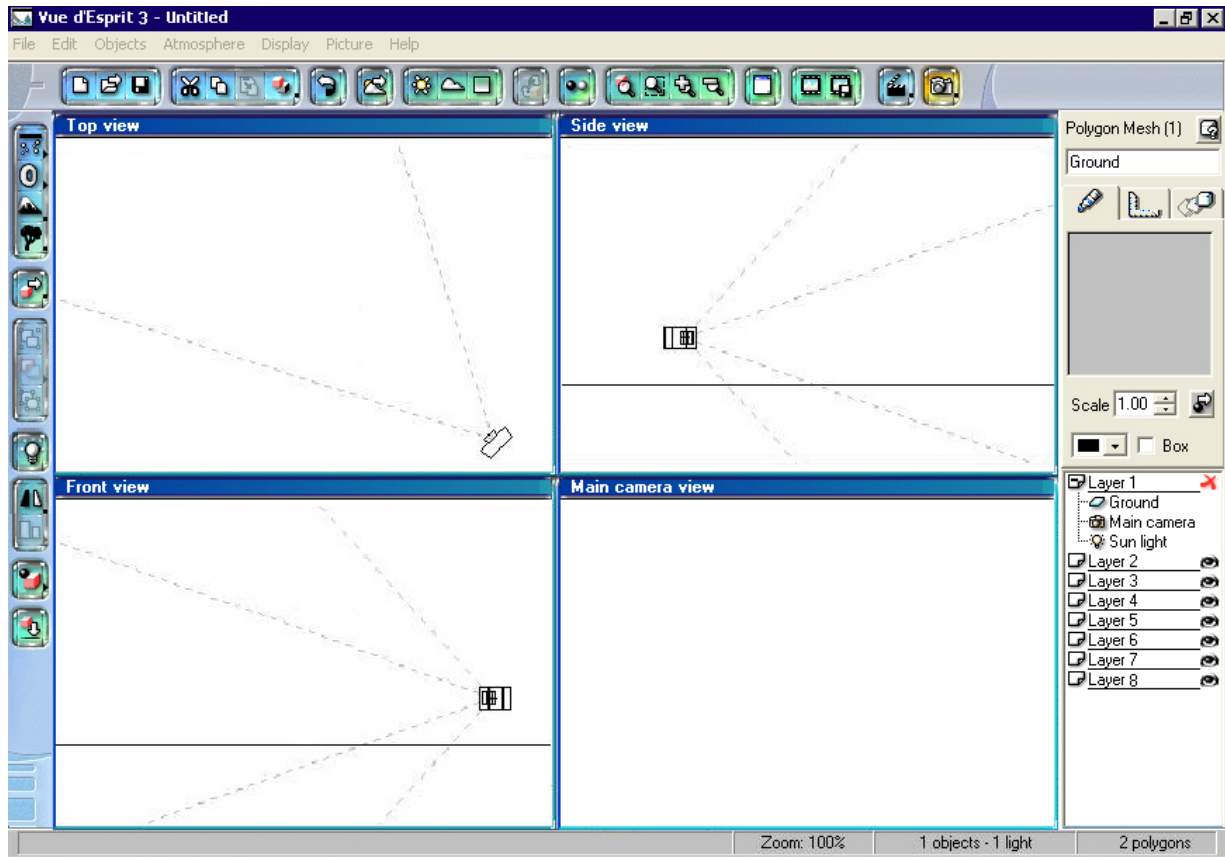 Vue d'Esprit 3 - Untitled
File Edit Objects Atmosphere Display Picture Help
Top view
Side view
Front view
Main camera view
Polygon Mesh (1)
Ground
Scale 1.00
Box
Layer 1
Ground
Main camera
Sun light
Layer 2
Layer 3
Layer 4
Layer 5
Layer 6
Layer 7
Layer 8
Zoom: 100% 1 objects - 1 light 2 polygons